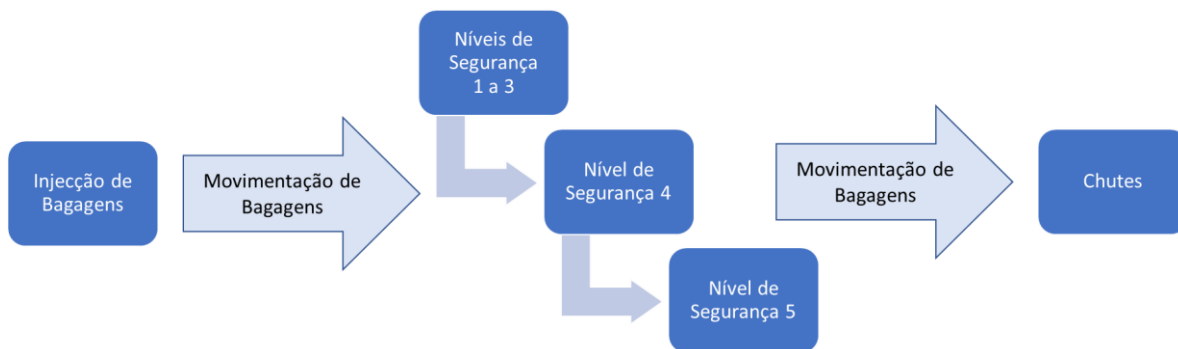 Injecção de
Bagagens
Movimentação de
Bagagens
Níveis de
Segurança
1 a 3
Nível de
Segurança 4
Nível de
Segurança 5
Movimentação de
Bagagens
Chutes